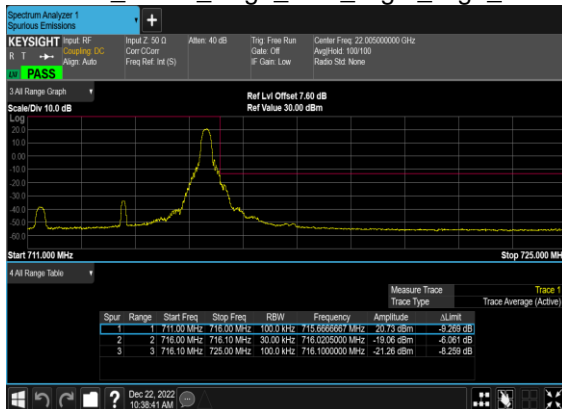 Spectrum Analyzer 1
Spurious Emissions
KEYSIGHT Input: RF Input Z: 50 Ω Atten: 40 dB Trig: Free Run Center Freq: 22.005000000 GHz
R T Coupling: DC Corr CCorr Gate: Off Avg|Hold: 100/100
Align: Auto Freq Ref: Int (S) IF Gain: Low Radio Std: None
PASS
3 All Range Graph Ref Lvl Offset 7.60 dB
Scale/Div 10.0 dB Ref Value 30.00 dBm
Log
20.0
10.0
0.00
-10.0
-20.0
-30.0
-40.0
-50.0
-60.0
Start 711.000 MHz Stop 725.000 MH
4 All Range Table
Measure Trace Trace 1
Trace Type Trace Average (Active)
Spur Range Start Freq Stop Freq RBW Frequency Amplitude ΔLimit
1 1 711.00 MHz 716.00 MHz 100.0 kHz 715.6666667 MHz 20.73 dBm -9.269 dB
2 2 716.00 MHz 716.10 MHz 30.00 kHz 716.0205000 MHz -19.06 dBm -6.061 dB
3 3 716.10 MHz 725.00 MHz 100.0 kHz 716.1000000 MHz -21.26 dBm -8.259 dB
? Dec 22, 2022
10:38:41 AM